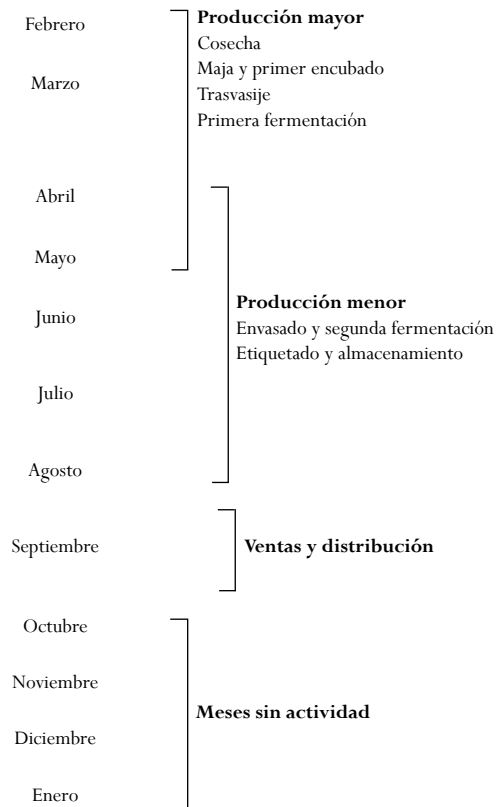 Febrero
Producción mayor
Cosecha
Maja y primer encubado
Marzo
Trasvasije
Primera fermentación
Abril
Mayo
Producción menor
Junio
Envasado y segunda fermentación
Etiquetado y almacenamiento
Julio
Agosto
Septiembre
Ventas y distribución
Octubre
Noviembre
Meses sin actividad
Diciembre
Enero